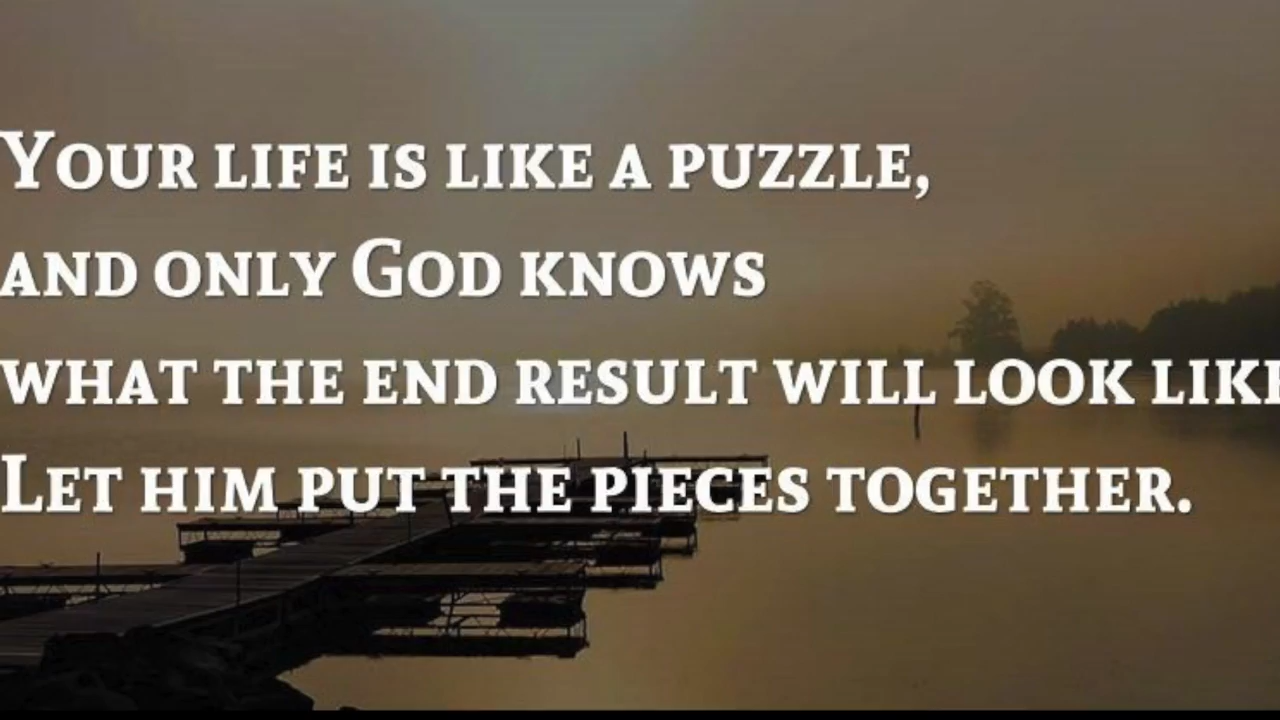 Your life is like a puzzle,
and only God knows
what the end result will look like
Let him put the pieces together.